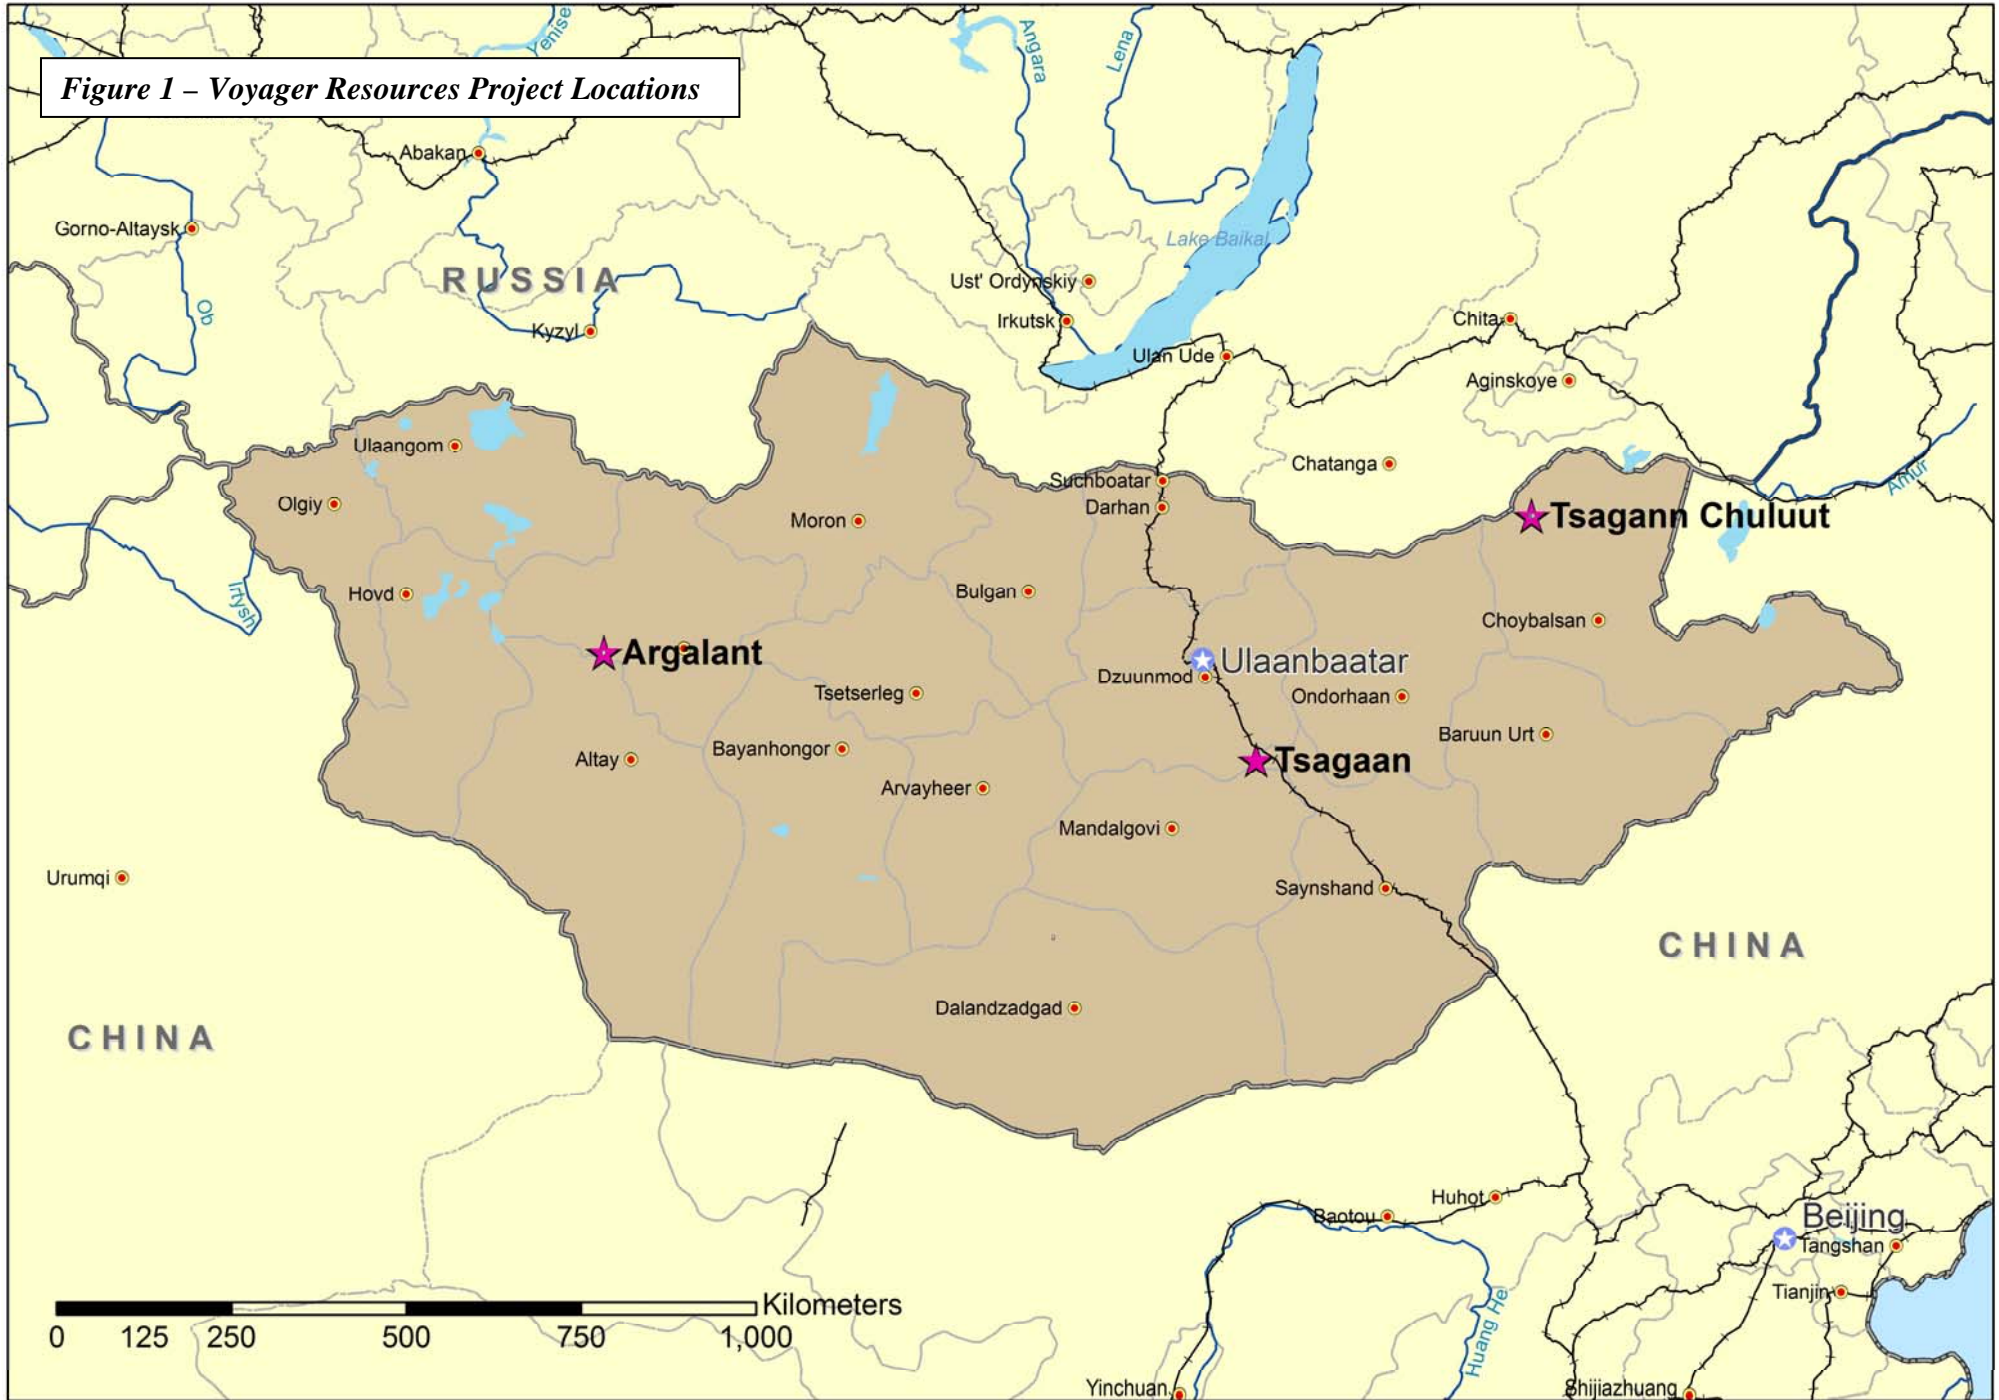 Yenise
Angara
Lena
Figure 1 – Voyager Resources Project Locations
Abakan
Gorno-Altaysk
Lake Baikal
RUSSIA
Ust' Ordynskiy
Ob
Irkutsk
Chita
Kyzyl
Ulan Ude
Aginskoye
Ulaangom
Chatanga
Suchboatar
Amur
Olgiy
Darhan
Moron
Tsagann Chuluut
Hovd
Bulgan
Irtysh
Choybalsan
Argalant
Ulaanbaatar
Dzuunmod
Tsetserleg
Ondorhaan
Bayanhongor
Baruun Urt
Altay
Tsagaan
Arvayheer
Mandalgovi
Urumqi
Saynshand
CHINA
Dalandzadgad
CHINA
Huhot
Baotou
Beijing
Tangshan
Tianjin
Kilometers
0 125 250 500 750 1,000
Huang He
Yinchuan
Shijiazhuang